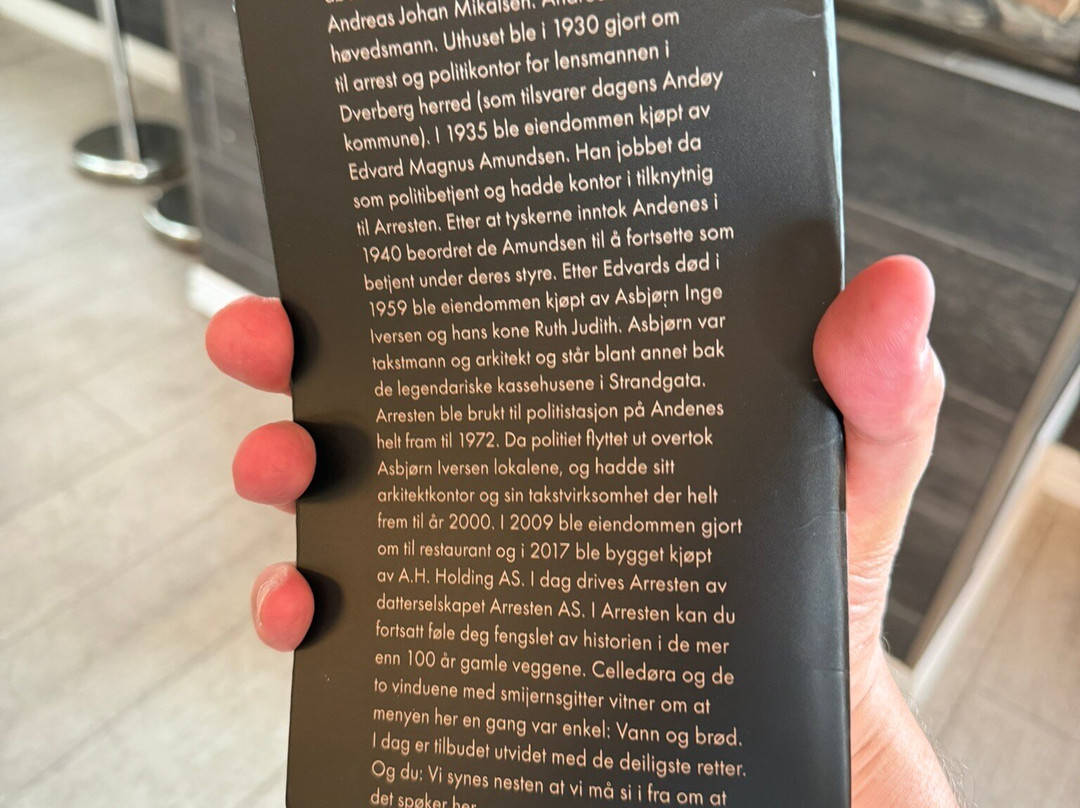 Andreas Johan Mikalsen.
høvedsmann. Uthuset ble i 1930 gjort om
til arrest og politikontor for lensmannen i
Dverberg herred (som tilsvarer dagens Andøy
kommune). I 1935 ble eiendommen kjøpt av
Edvard Magnus Amundsen. Han jobbet da
som politibetjent og hadde kontor i tilknytnig
til Arresten. Etter at tyskerne inntok Andenes i
1940 beordret de Amundsen til å fortsette som
betjent under deres styre. Etter Edvards død i
1959 ble eiendommen kjøpt av Asbjørn Inge
Iversen og hans kone Ruth Judith. Asbjørn var
takstmann og arkitekt og står blant annet bak
de legendariske kassehusene i Strandgata.
Arresten ble brukt til politistasjon på Andenes
helt fram til 1972. Da politiet flyttet ut overtok
Asbjørn Iversen lokalene, og hadde sitt
arkitektkontor og sin takstvirksomhet der helt
frem til år 2000. I 2009 ble eiendommen gjort
om til restaurant og i 2017 ble bygget kjøpt
av A.H. Holding AS. I dag drives Arresten av
datterselskapet Arresten AS. I Arresten kan du
fortsatt føle deg fengslet av historien i de mer
enn 100 år gamle veggene. Celledøra og de
to vinduene med smijernsgitter vitner om at
menyen her en gang var enkel: Vann og brød.
I dag er tilbudet utvidet med de deiligste retter.
Og du: Vi synes nesten at vi må si i fra om at
det spøker her